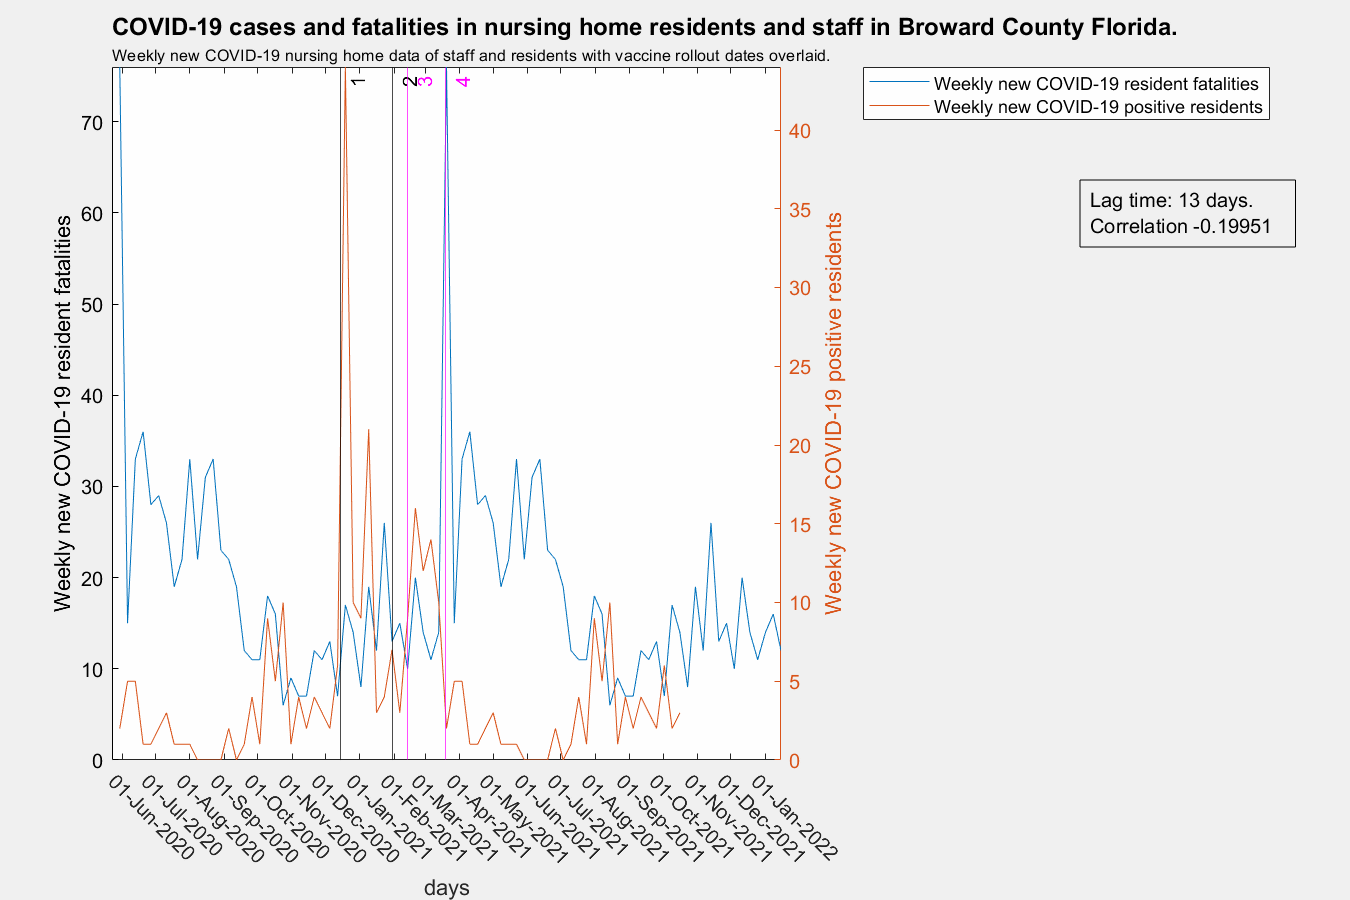 COVID-19 cases and fatalities in nursing home residents and staff in Broward County Florida.
Weekly new COVID-19 nursing home data of staff and residents with vaccine rollout dates overlaid.
1
2
3
4
Weekly new COVID-19 resident fatalities
Weekly new COVID-19 positive residents
Lag time: 13 days.
Correlation -0.19951
Weekly new COVID-19 resident fatalities
70
60
50
40
30
20
10
0
40
35
30
25
20
15
10
5
0
Weekly new COVID-19 positive residents
01-Jun-2020
01-Jul-2020
01-Aug-2020
01-Sep-2020
01-Oct-2020
01-Nov-2020
01-Dec-2020
01-Jan-2021
01-Feb-2021
01-Mar-2021
01-Apr-2021
01-May-2021
01-Jun-2021
01-Jul-2021
01-Aug-2021
01-Sep-2021
01-Oct-2021
01-Nov-2021
01-Dec-2021
01-Jan-2022
days